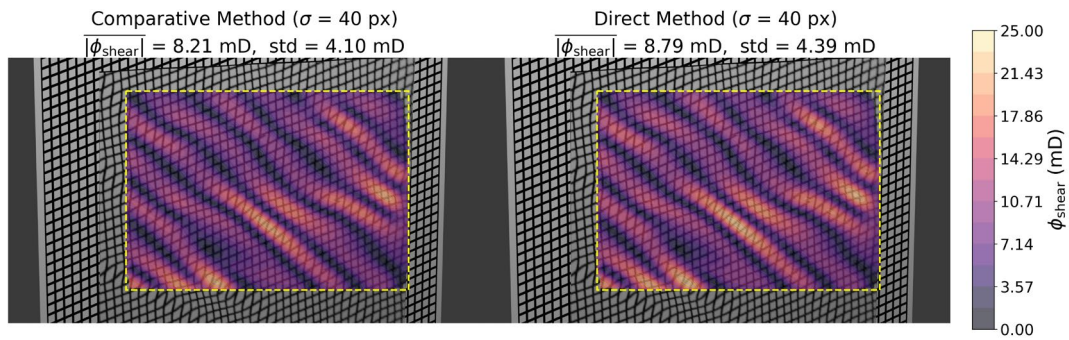 Comparative Method (σ = 40 px)
|ϕshear| = 8.21 mD, std = 4.10 mD
Direct Method (σ = 40 px)
|ϕshear| = 8.79 mD, std = 4.39 mD
25.00
21.43
17.86
14.29
10.71
7.14
3.57
0.00
ϕshear (mD)